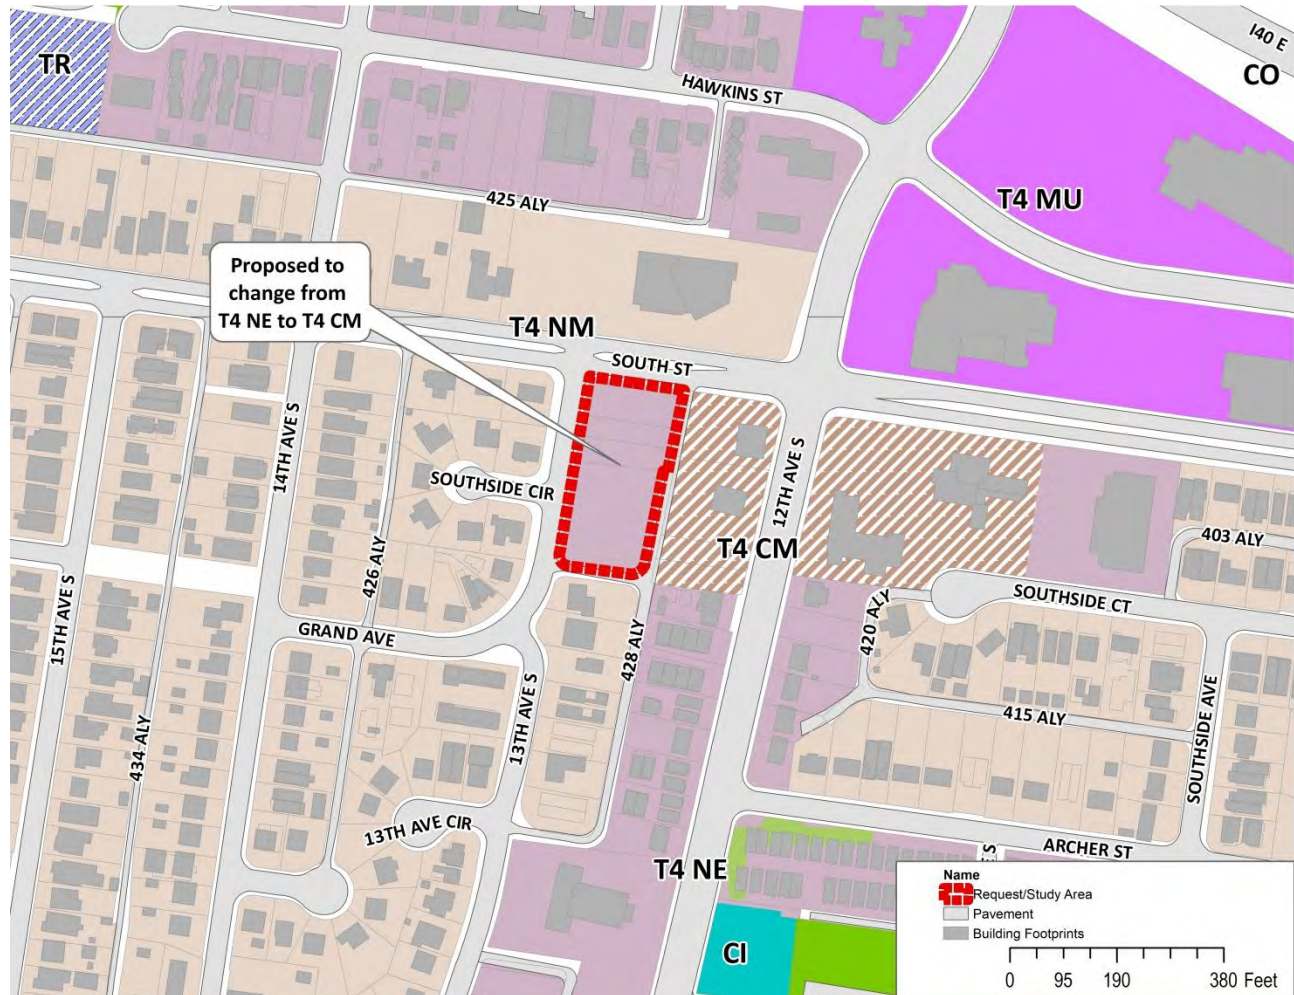 I40 E
TR
CO
HAWKINS ST
425 ALY
T4 MU
Proposed to
change from
T4 NE to T4 CM
T4 NM
SOUTH ST
14TH AVE S
SOUTHSIDE CIR
12TH AVE S
426 ALY
T4 CM
403 ALY
15TH AVE S
SOUTHSIDE CT
420 ALY
GRAND AVE
428 ALY
13TH AVE S
434 ALY
415 ALY
SOUTHSIDE AVE
13TH AVE CIR
ARCHER ST
T4 NE
E S
CI
Name
Request/Study Area
Pavement
Building Footprints
0 95 190 380 Feet